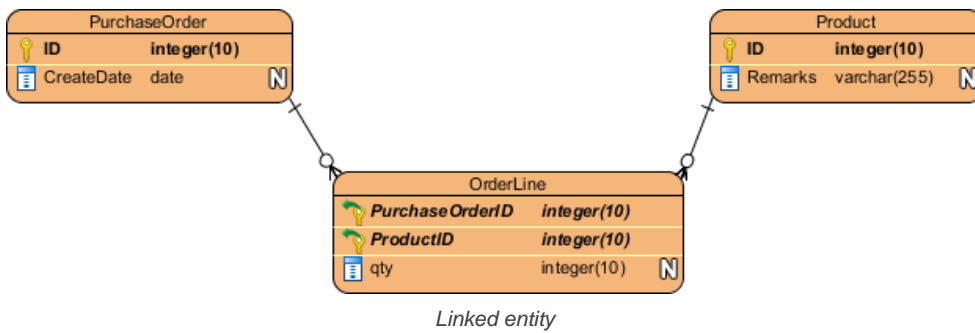 PurchaseOrder
ID integer(10)
CreateDate date N
Product
ID integer(10)
Remarks varchar(255) N
OrderLine
PurchaseOrderID integer(10)
ProductID integer(10)
qty integer(10) N
Linked entity